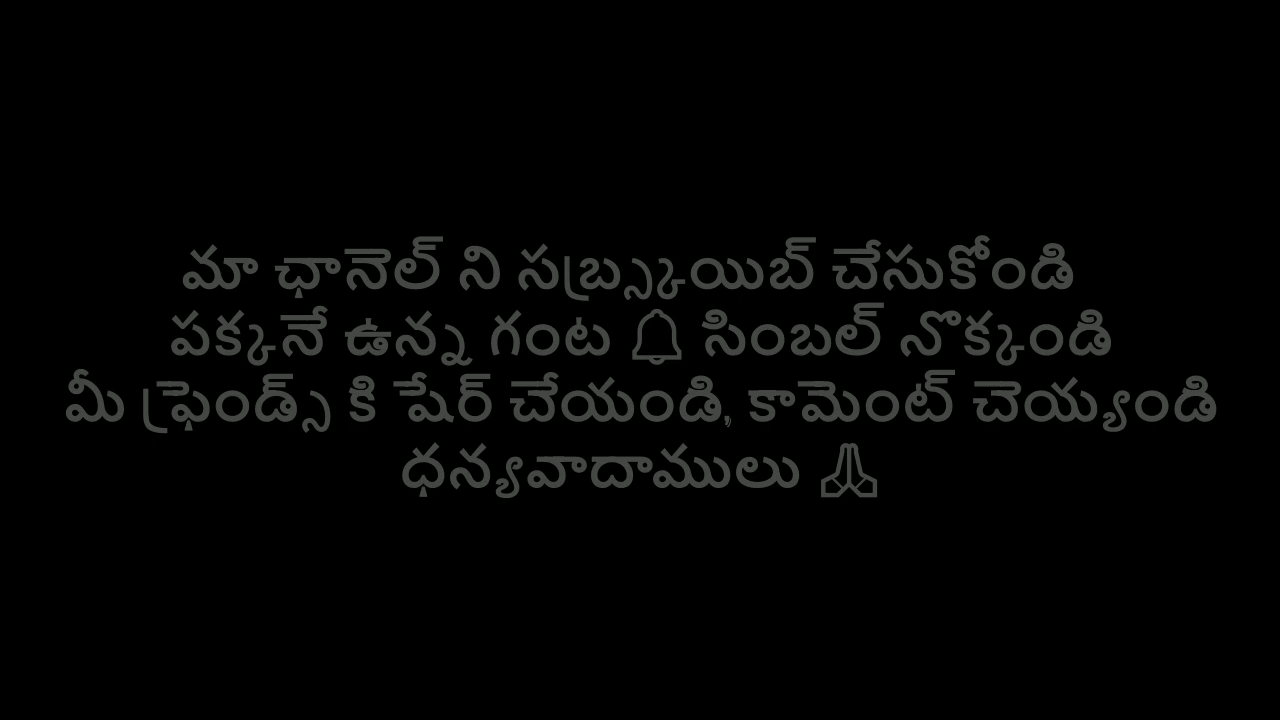 మా ఛానెల్ ని సబ్స్క్రయిబ్ చేసుకోండి
పక్కనే ఉన్న గంట 🔔 సింబల్ నొక్కండి
మీ ఫ్రెండ్స్ కి షేర్ చేయండి, కామెంట్ చెయ్యండి
ధన్యవాదాములు 🙏